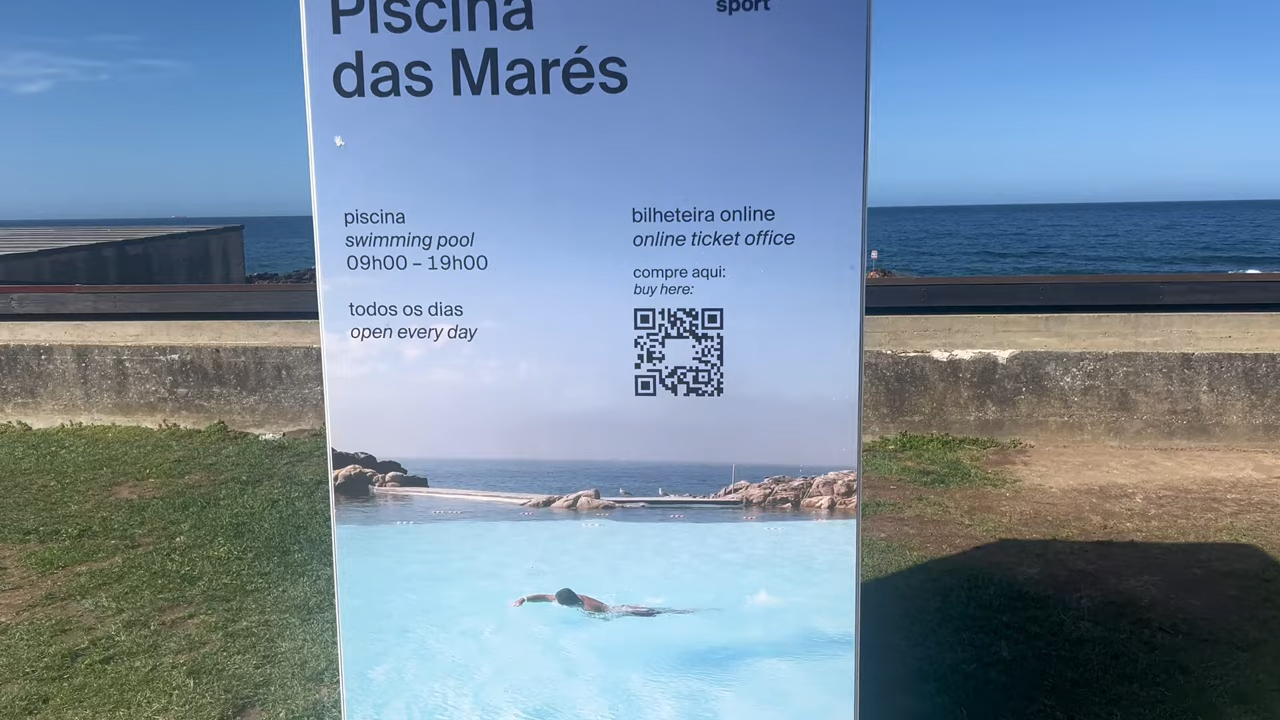 Piscina
das Marés
sport
piscina
swimming pool
09h00 – 19h00
todos os dias
open every day
bilheteira online
online ticket office
compre aqui:
buy here: